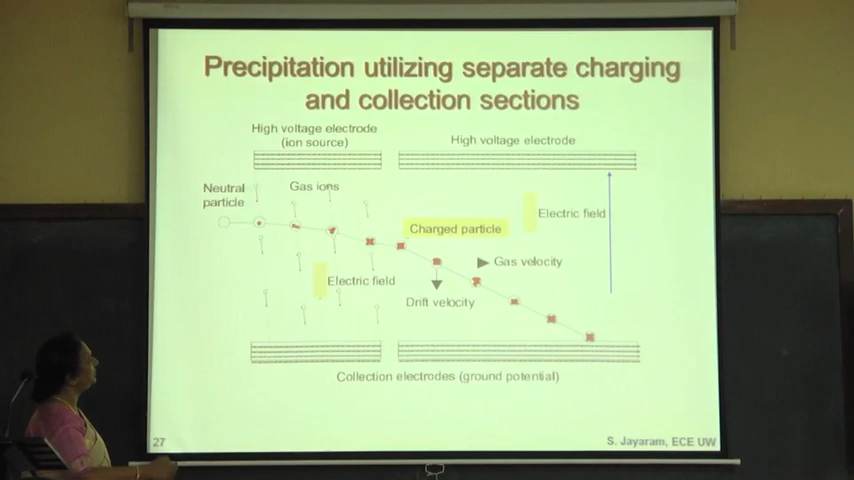 Precipitation utilizing separate charging
and collection sections
High voltage electrode
(ion source)
High voltage electrode
Neutral
particle
Gas ions
Electric field
Charged particle
Gas velocity
Electric field
Drift velocity
Collection electrodes (ground potential)
27
S. Jayaram, ECE UW